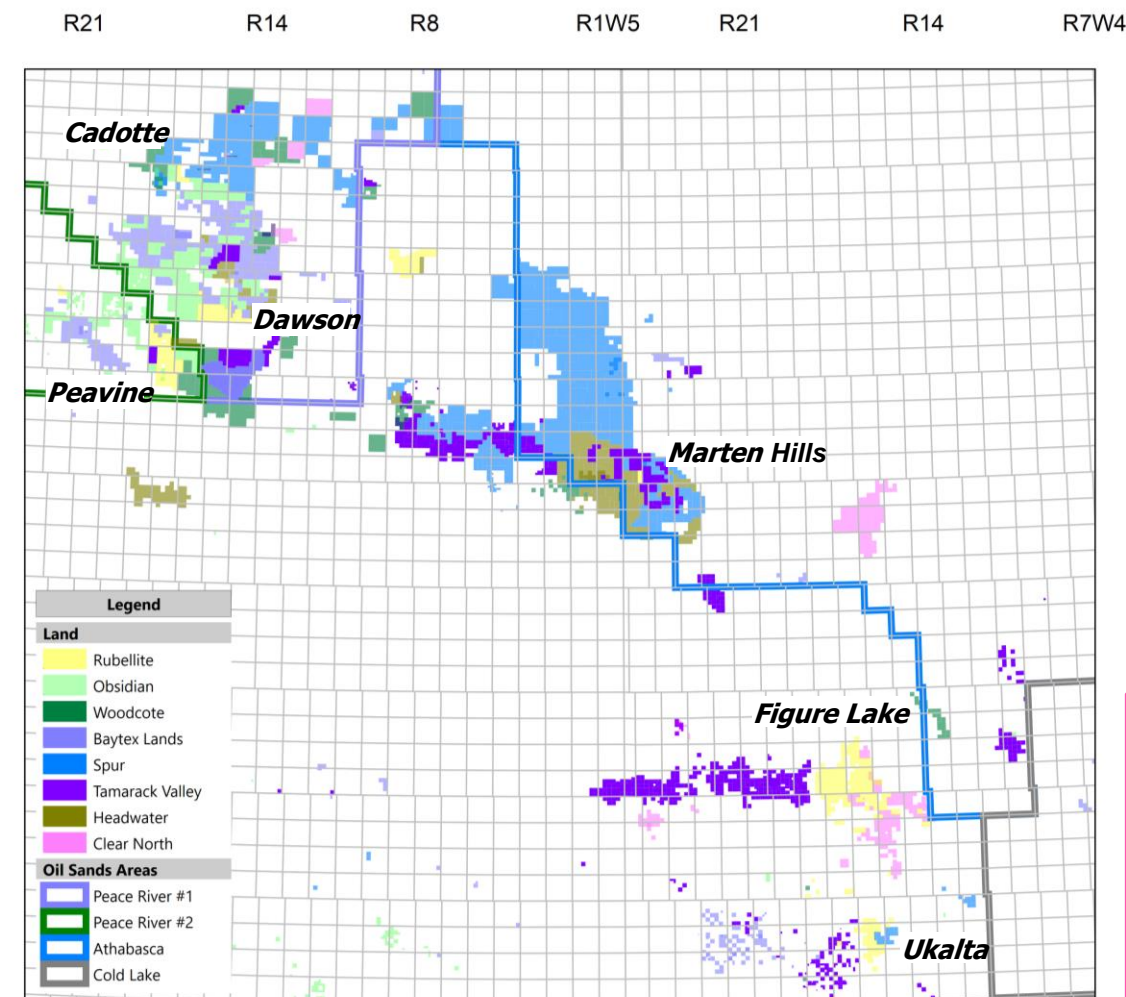 R21 R14 R8 R1W5 R21 R14 R7W4
Cadotte
Dawson
Peavine
Marten Hills
Legend
Land
Rubellite
Obsidian
Woodcote
Baytex Lands
Spur
Tamarack Valley
Headwater
Clear North
Oil Sands Areas
Peace River #1
Peace River #2
Athabasca
Cold Lake
Figure Lake
Ukalta